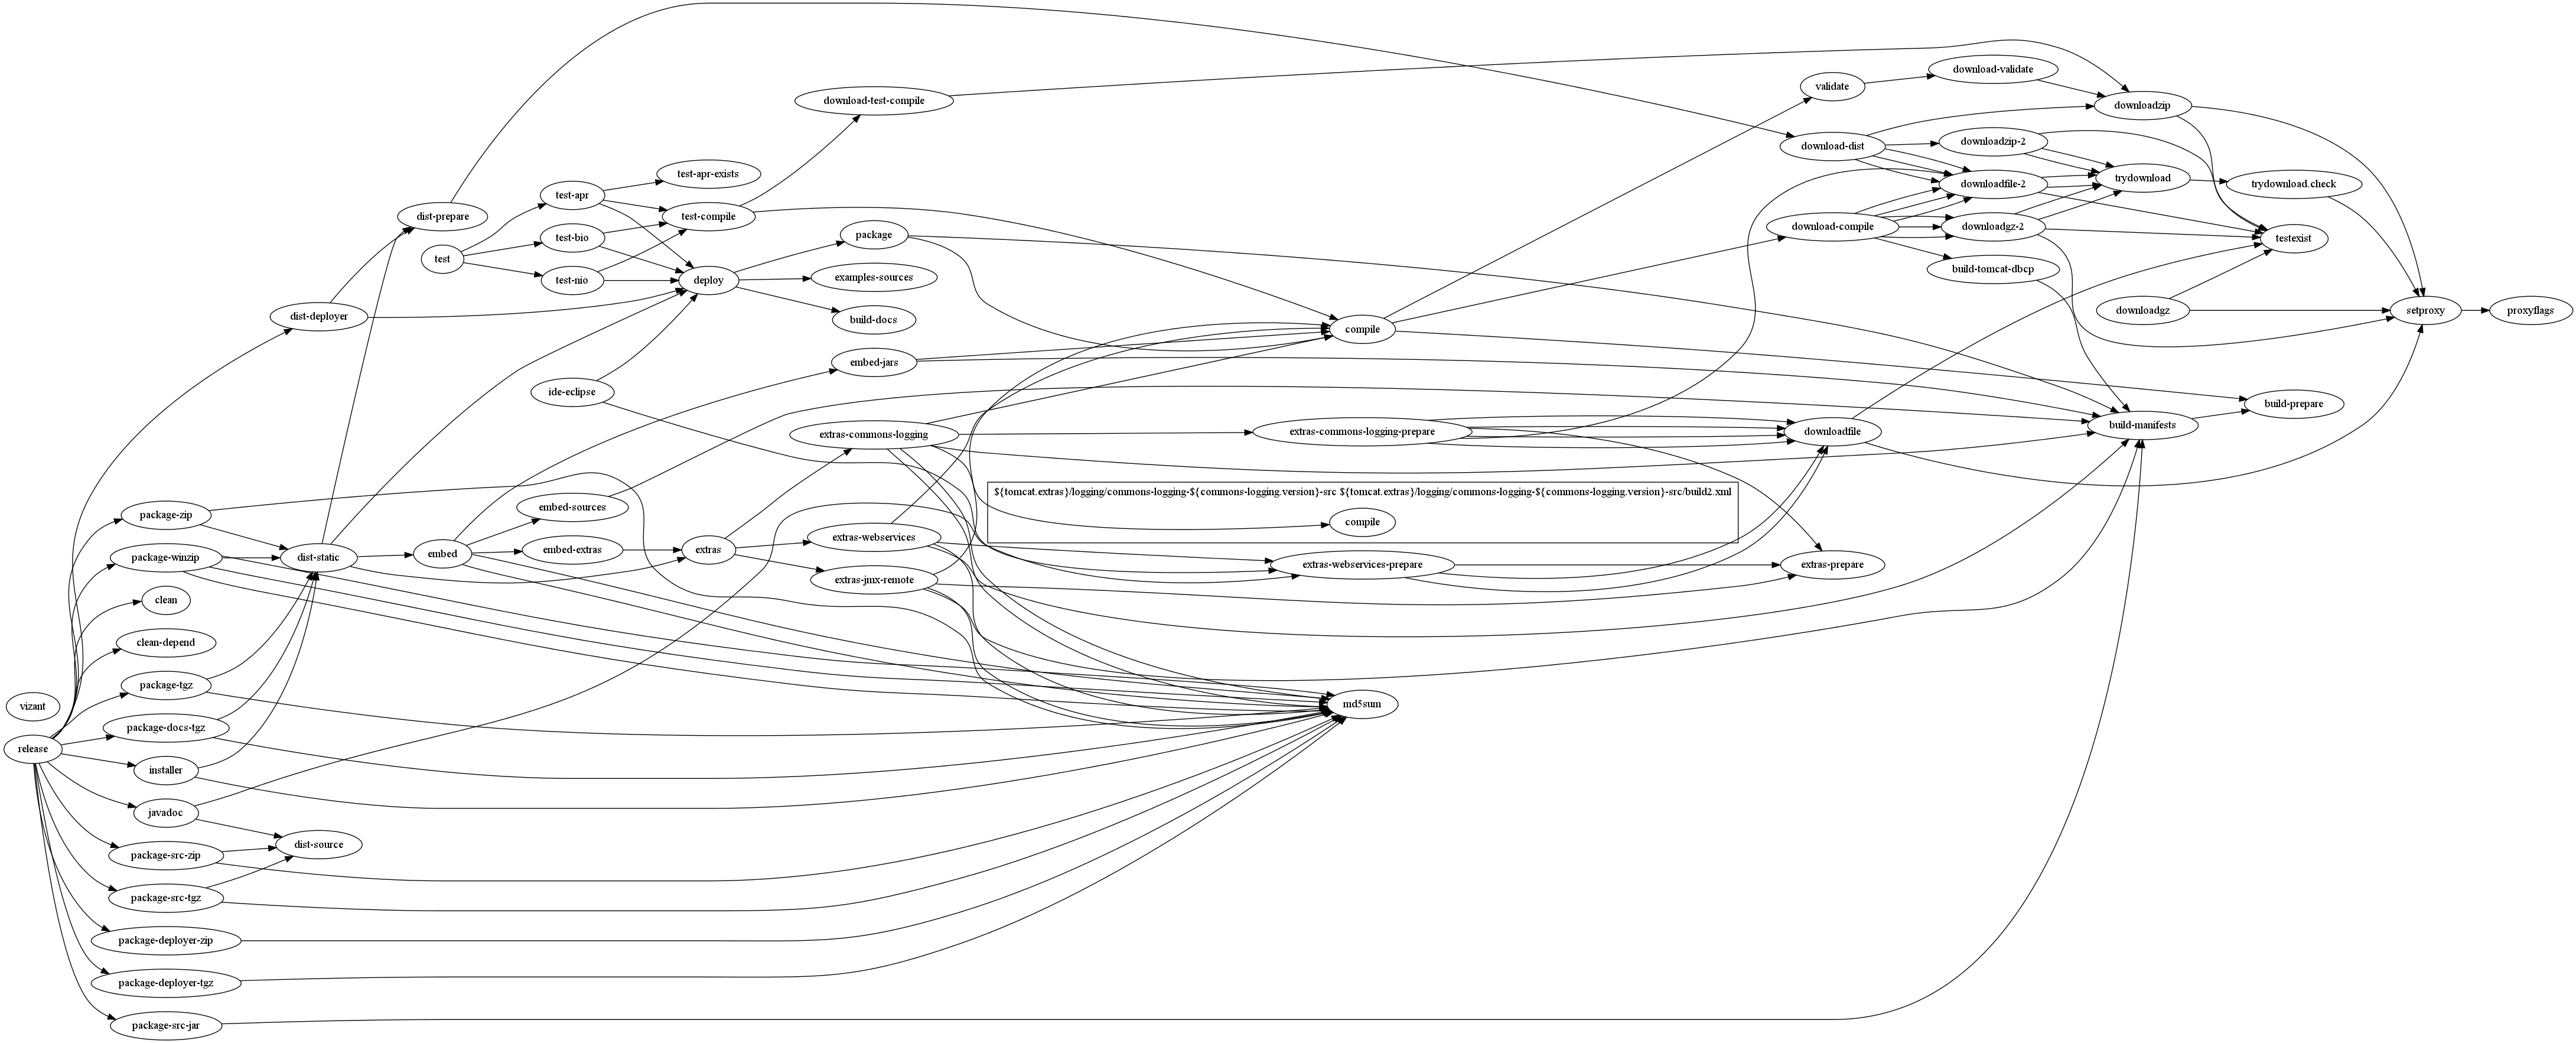 vizant
release
package-zip
package-winzip
clean
clean-depend
package-tgz
package-docs-tgz
installer
javadoc
package-src-zip
package-src-tgz
package-deployer-zip
package-deployer-tgz
package-src-jar
dist-deployer
dist-static
dist-source
dist-prepare
test
embed
test-apr
test-bio
test-nio
ide-eclipse
embed-sources
embed-extras
test-apr-exists
test-compile
deploy
extras
download-test-compile
package
examples-sources
build-docs
embed-jars
extras-commons-logging
extras-webservices
extras-jmx-remote
compile
extras-commons-logging-prepare
${tomcat.extras}/logging/commons-logging-${commons-logging.version}-src ${tomcat.extras}/logging/commons-logging-${commons-logging.version}-src/build2.xml
compile
extras-webservices-prepare
md5sum
validate
download-dist
download-compile
downloadfile
extras-prepare
download-validate
downloadzip-2
downloadfile-2
downloadgz-2
build-tomcat-dbcp
downloadzip
trydownload
downloadgz
build-manifests
trydownload.check
testexist
build-prepare
setproxy
proxyflags